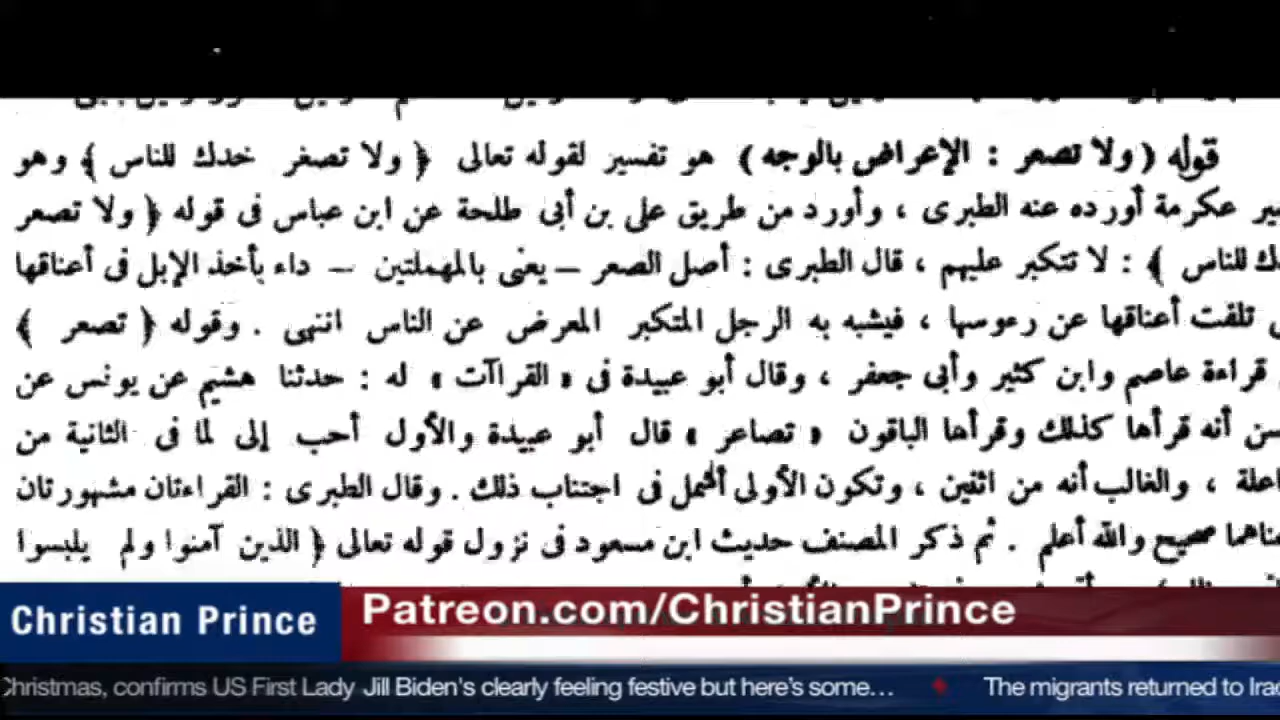 قوله ( ولا تصعر : الإعراض بالوجه ) هو تفسير لقوله تعالى ﴿ ولا تصغر خدك للناس ﴾ وهو
عكرمة أورده عنه الطبرى ، وأورد من طريق على بن أبى طلحة عن ابن عباس فى قوله ﴿ ولا تصعر
للناس ﴾ : لا تتكبر عليهم ، قال الطبرى : أصل الصعر – يعنى بالمهملتين – داء يأخذ الإبل فى أعناقها
تلفت أعناقها عن رءوسها ، فيشبه به الرجل المتكبر المعرض عن الناس انتهى . وقوله ﴿ تصعر ﴾
قراءة عاصم وابن كثير وأبى جعفر ، وقال أبو عبيدة فى « القراآت » له : حدثنا هشيم عن يونس عن
أنه قرأها كذلك وقرأها الباقون « تصاعر » قال أبو عبيدة والأول أحب إلى لما فى الثانية من
، والغالب أنه من اثنين ، وتكون الأولى أشمل فى اجتناب ذلك . وقال الطبرى : القراءتان مشهورتان
صحيح والله أعلم . ثم ذكر المصنف حديث ابن مسعود فى نزول قوله تعالى ﴿ الذين آمنوا ولم يلبسوا
Christian Prince
Patreon.com/ChristianPrince
Christmas, confirms US First Lady Jill Biden's clearly feeling festive but here's some... ♦ The migrants returned to